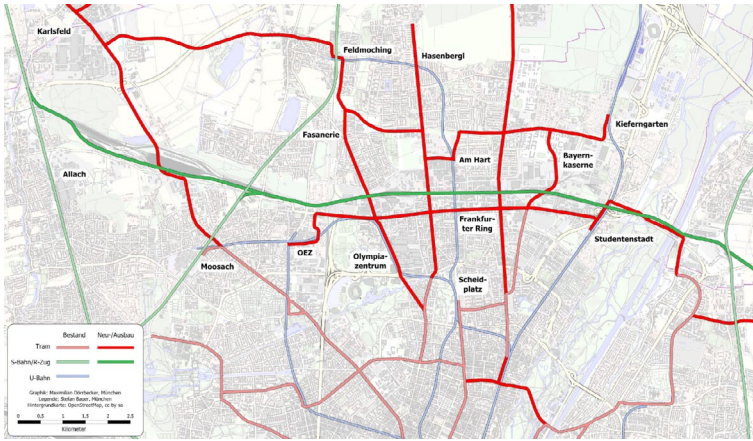 Karlsfeld
Feldmoching
Hasenbergl
Kieferngarten
Fasanerie
Am Hart
Bayern-
kaserne
Allach
Frankfur-
ter Ring
Studentenstadt
OEZ
Olympia-
zentrum
Moosach
Scheid-
platz
Bestand
Neu-/Ausbau
Tram
S-Bahn/R-Zug
U-Bahn
Graphik: Maximilian Dörrbecker, München
Legende: Stefan Bauer, München
Hintergrundkarte: OpenStreetMap, cc by sa
0 0.5 1 1.5 2 2.5
Kilometer